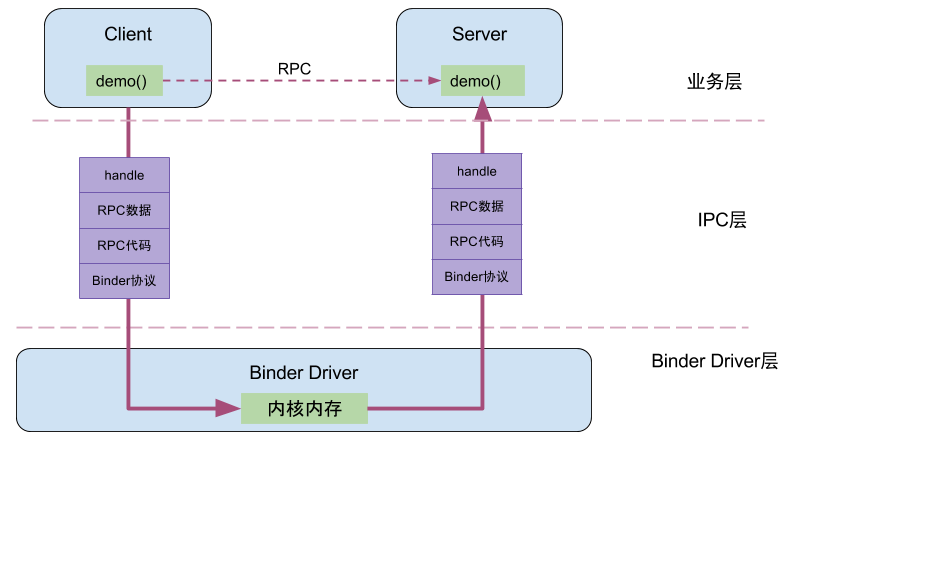 Client
Server
RPC
demo()
demo()
业务层
handle
RPC数据
RPC代码
Binder协议
handle
RPC数据
RPC代码
Binder协议
IPC层
Binder Driver层
Binder Driver
内核内存